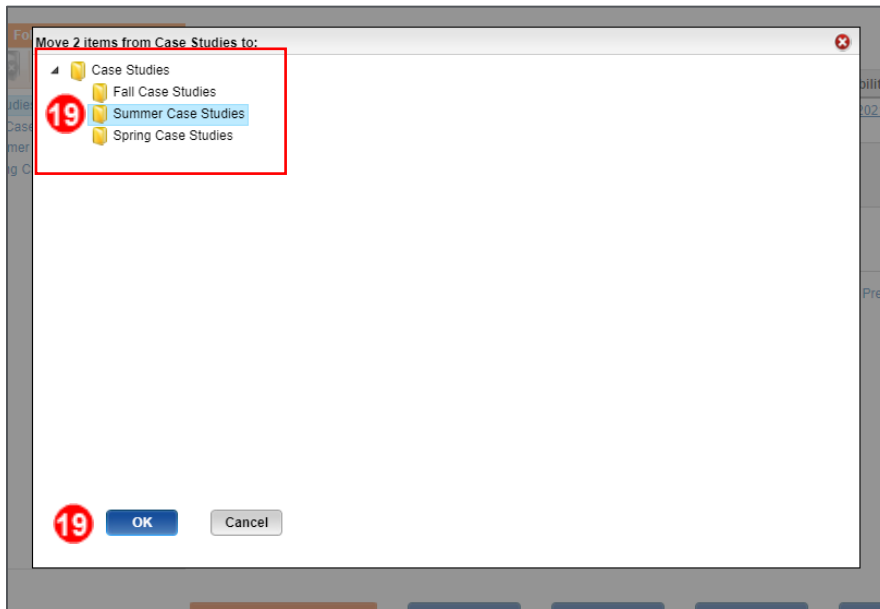 Move 2 items from Case Studies to:
Case Studies
Fall Case Studies
19 Summer Case Studies
Spring Case Studies
19 OK Cancel